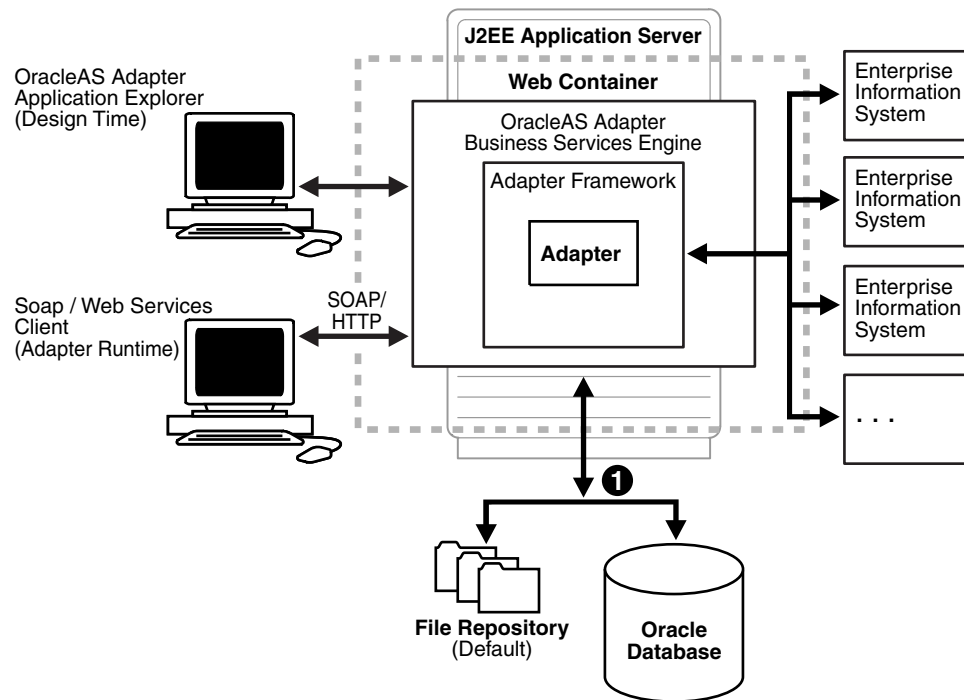 J2EE Application Server
Web Container
OracleAS Adapter
Application Explorer
(Design Time)
OracleAS Adapter
Business Services Engine
Adapter Framework
Adapter
Soap / Web Services
Client
(Adapter Runtime)
SOAP/
HTTP
Enterprise
Information
System
Enterprise
Information
System
Enterprise
Information
System
. . .
1
File Repository
(Default)
Oracle
Database